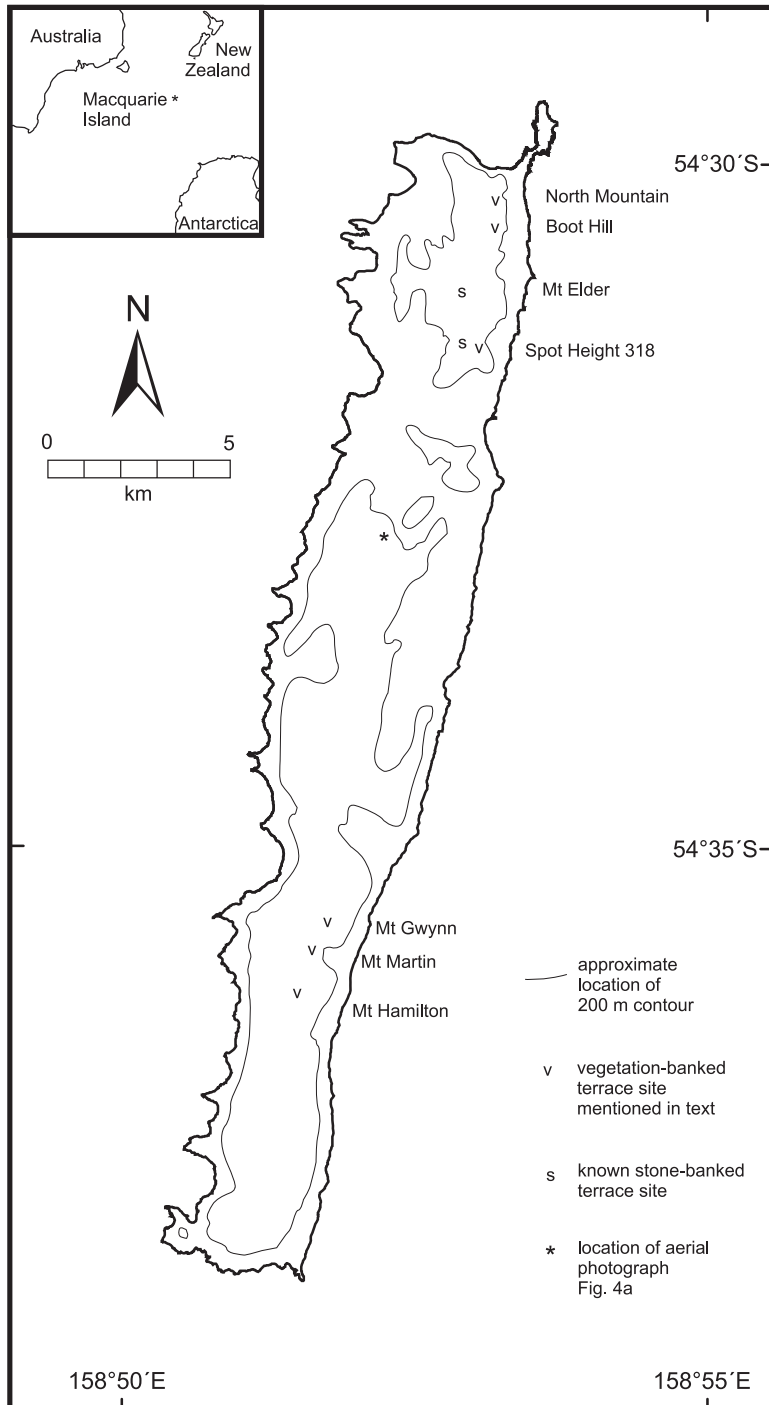 Australia
New
Zealand
Macquarie *
Island
Antarctica
54°30´S
North Mountain
v
Boot Hill
v
Mt Elder
s
Spot Height 318
s v
N
0 5
km
*
54°35´S
v
Mt Gwynn
v
Mt Martin
v
Mt Hamilton
approximate
location of
200 m contour
v vegetation-banked
terrace site
mentioned in text
s known stone-banked
terrace site
* location of aerial
photograph
Fig. 4a
158°50´E 158°55´E